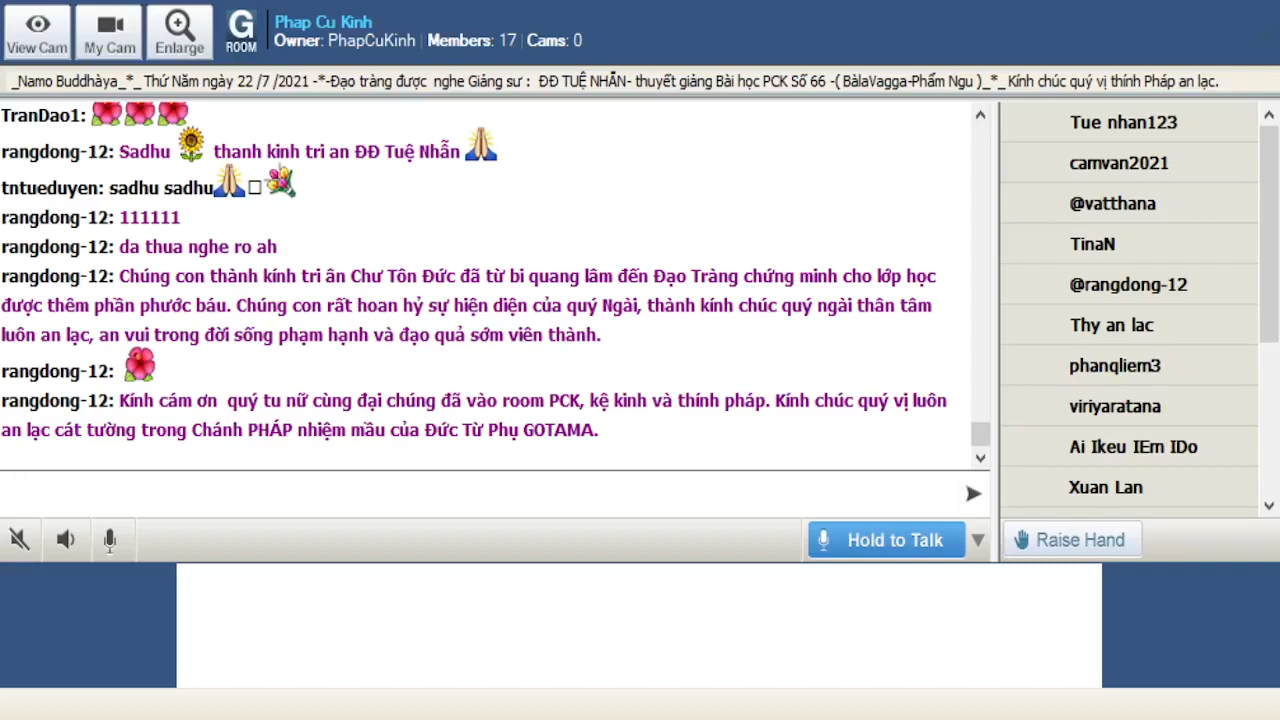 View Cam
My Cam
Enlarge
G
ROOM
Phap Cu Kinh
Owner: PhapCuKinh | Members: 17 | Cams: 0
_Namo Buddhàya_*_ Thứ Năm ngày 22 /7 /2021 -*-Đạo tràng được nghe Giảng sư : ĐĐ TUỆ NHẪN- thuyết giảng Bài học PCK Số 66 -( BàlaVagga-Phẩm Ngu )_*_ Kính chúc quý vị thính Pháp an lạc.
TranDao1:
rangdong-12: Sadhu thanh kinh tri an ĐĐ Tuệ Nhẫn
tntueduyen: sadhu sadhu
rangdong-12: 111111
rangdong-12: da thua nghe ro ah
rangdong-12: Chúng con thành kính tri ân Chư Tôn Đức đã từ bi quang lâm đến Đạo Tràng chứng minh cho lớp học
được thêm phần phước báu. Chúng con rất hoan hỷ sự hiện diện của quý Ngài, thành kính chúc quý ngài thân tâm
luôn an lạc, an vui trong đời sống phạm hạnh và đạo quả sớm viên thành.
rangdong-12:
rangdong-12: Kính cám ơn quý tu nữ cùng đại chúng đã vào room PCK, kệ kinh và thính pháp. Kính chúc quý vị luôn
an lạc cát tường trong Chánh PHÁP nhiệm mầu của Đức Từ Phụ GOTAMA.
Tue nhan123
camvan2021
@vatthana
TinaN
@rangdong-12
Thy an lac
phanqliem3
viriyaratana
Ai Ikeu IEm IDo
Xuan Lan
Hold to Talk
Raise Hand